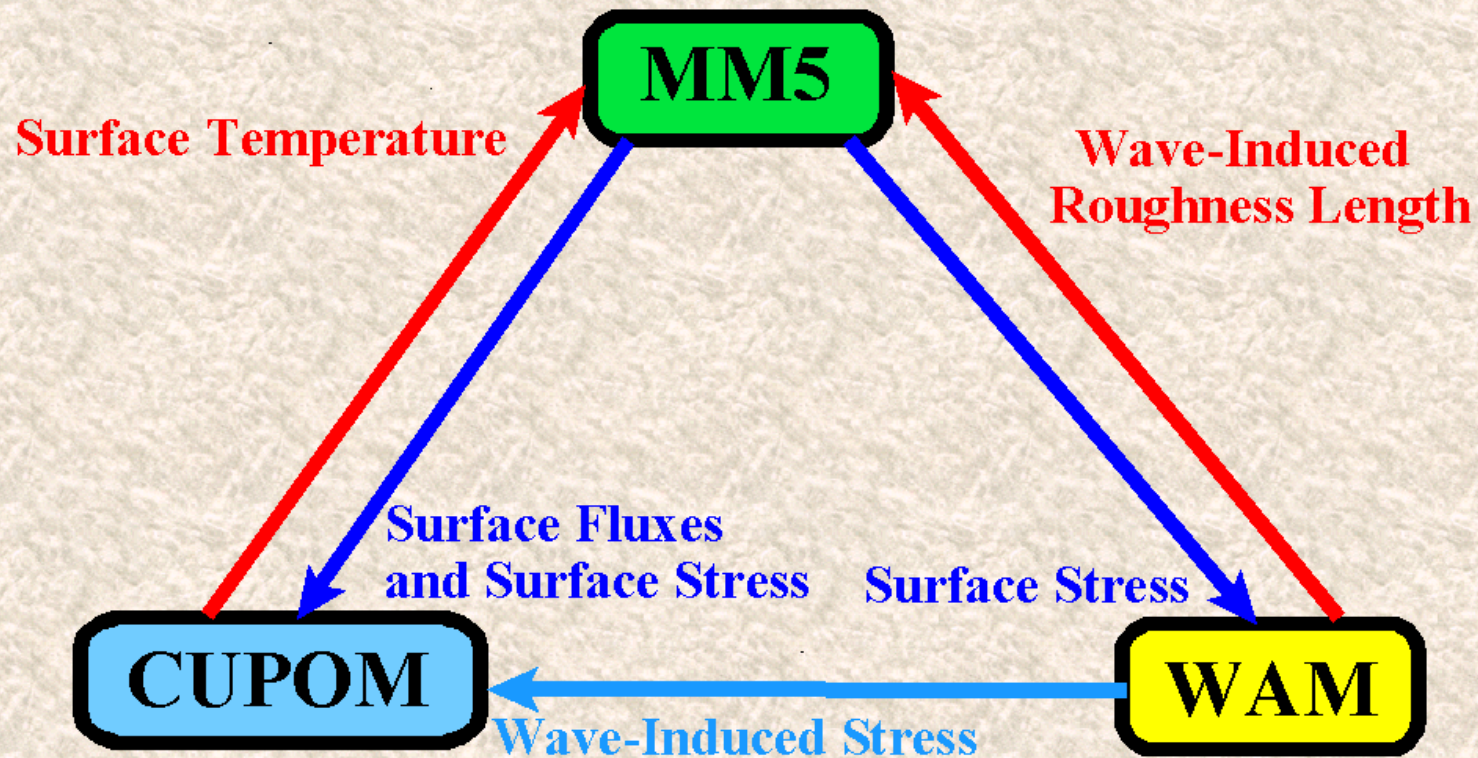 MM5
Surface Temperature
Wave-Induced
Roughness Length
Surface Fluxes
and Surface Stress
Surface Stress
CUPOM
WAM
Wave-Induced Stress